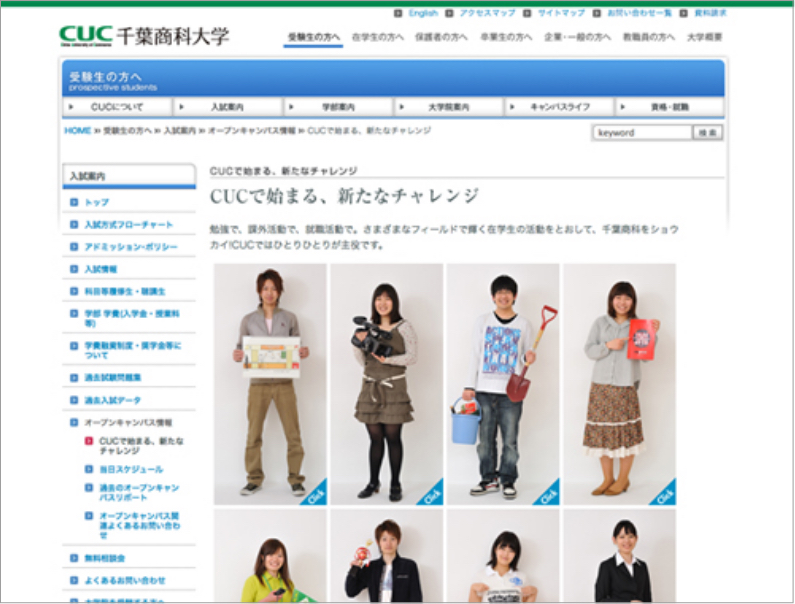 English アクセスマップ サイトマップ お問い合わせ一覧 資料請求
CUC 千葉商科大学
受験生の方へ 在学生の方へ 保護者の方へ 卒業生の方へ 企業・一般の方へ 教職員の方へ 大学概要
受験生の方へ
prospective students
CUCについて 入試案内 学部案内 大学院案内 キャンパスライフ 資格・就職
HOME » 受験生の方へ » 入試案内 » オープンキャンパス情報 » CUCで始まる、新たなチャレンジ
keyword 検索
入試案内
トップ
入試方式フローチャート
アドミッション・ポリシー
入試情報
科目等履修生・聴講生
学部 学費(入学金・授業料
等)
学費融資制度・奨学金等に
ついて
過去試験問題集
過去入試データ
オープンキャンパス情報
CUCで始まる、新たな
チャレンジ
当日スケジュール
過去のオープンキャン
パスリポート
オープンキャンパス関
連よくあるお問い合わ
せ
無料相談会
よくあるお問い合わせ
CUCで始まる、新たなチャレンジ
CUCで始まる、新たなチャレンジ
勉強で、課外活動で、就職活動で。さまざまなフィールドで輝く在学生の活動をとおして、千葉商科をショウ
カイ!CUCではひとりひとりが主役です。
Click Click Click Click